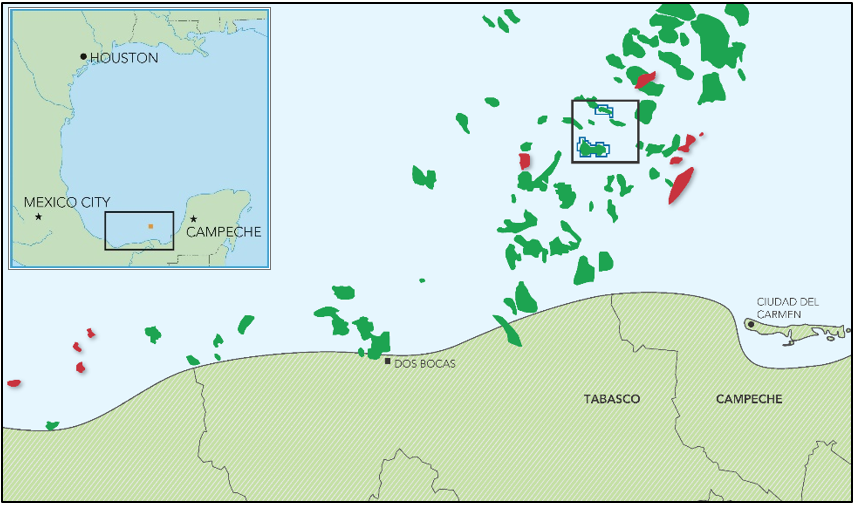 HOUSTON
MEXICO CITY
CAMPECHE
CIUDAD DEL
CARMEN
DOS BOCAS
TABASCO
CAMPECHE